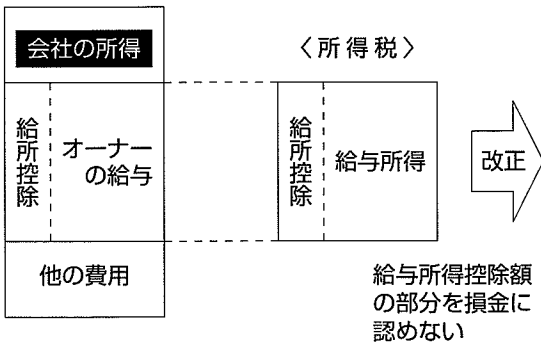 会社の所得
給所控除
オーナー
の給与
他の費用
〈所得税〉
給所控除
給与所得
改正
給与所得控除額
の部分を損金に
認めない